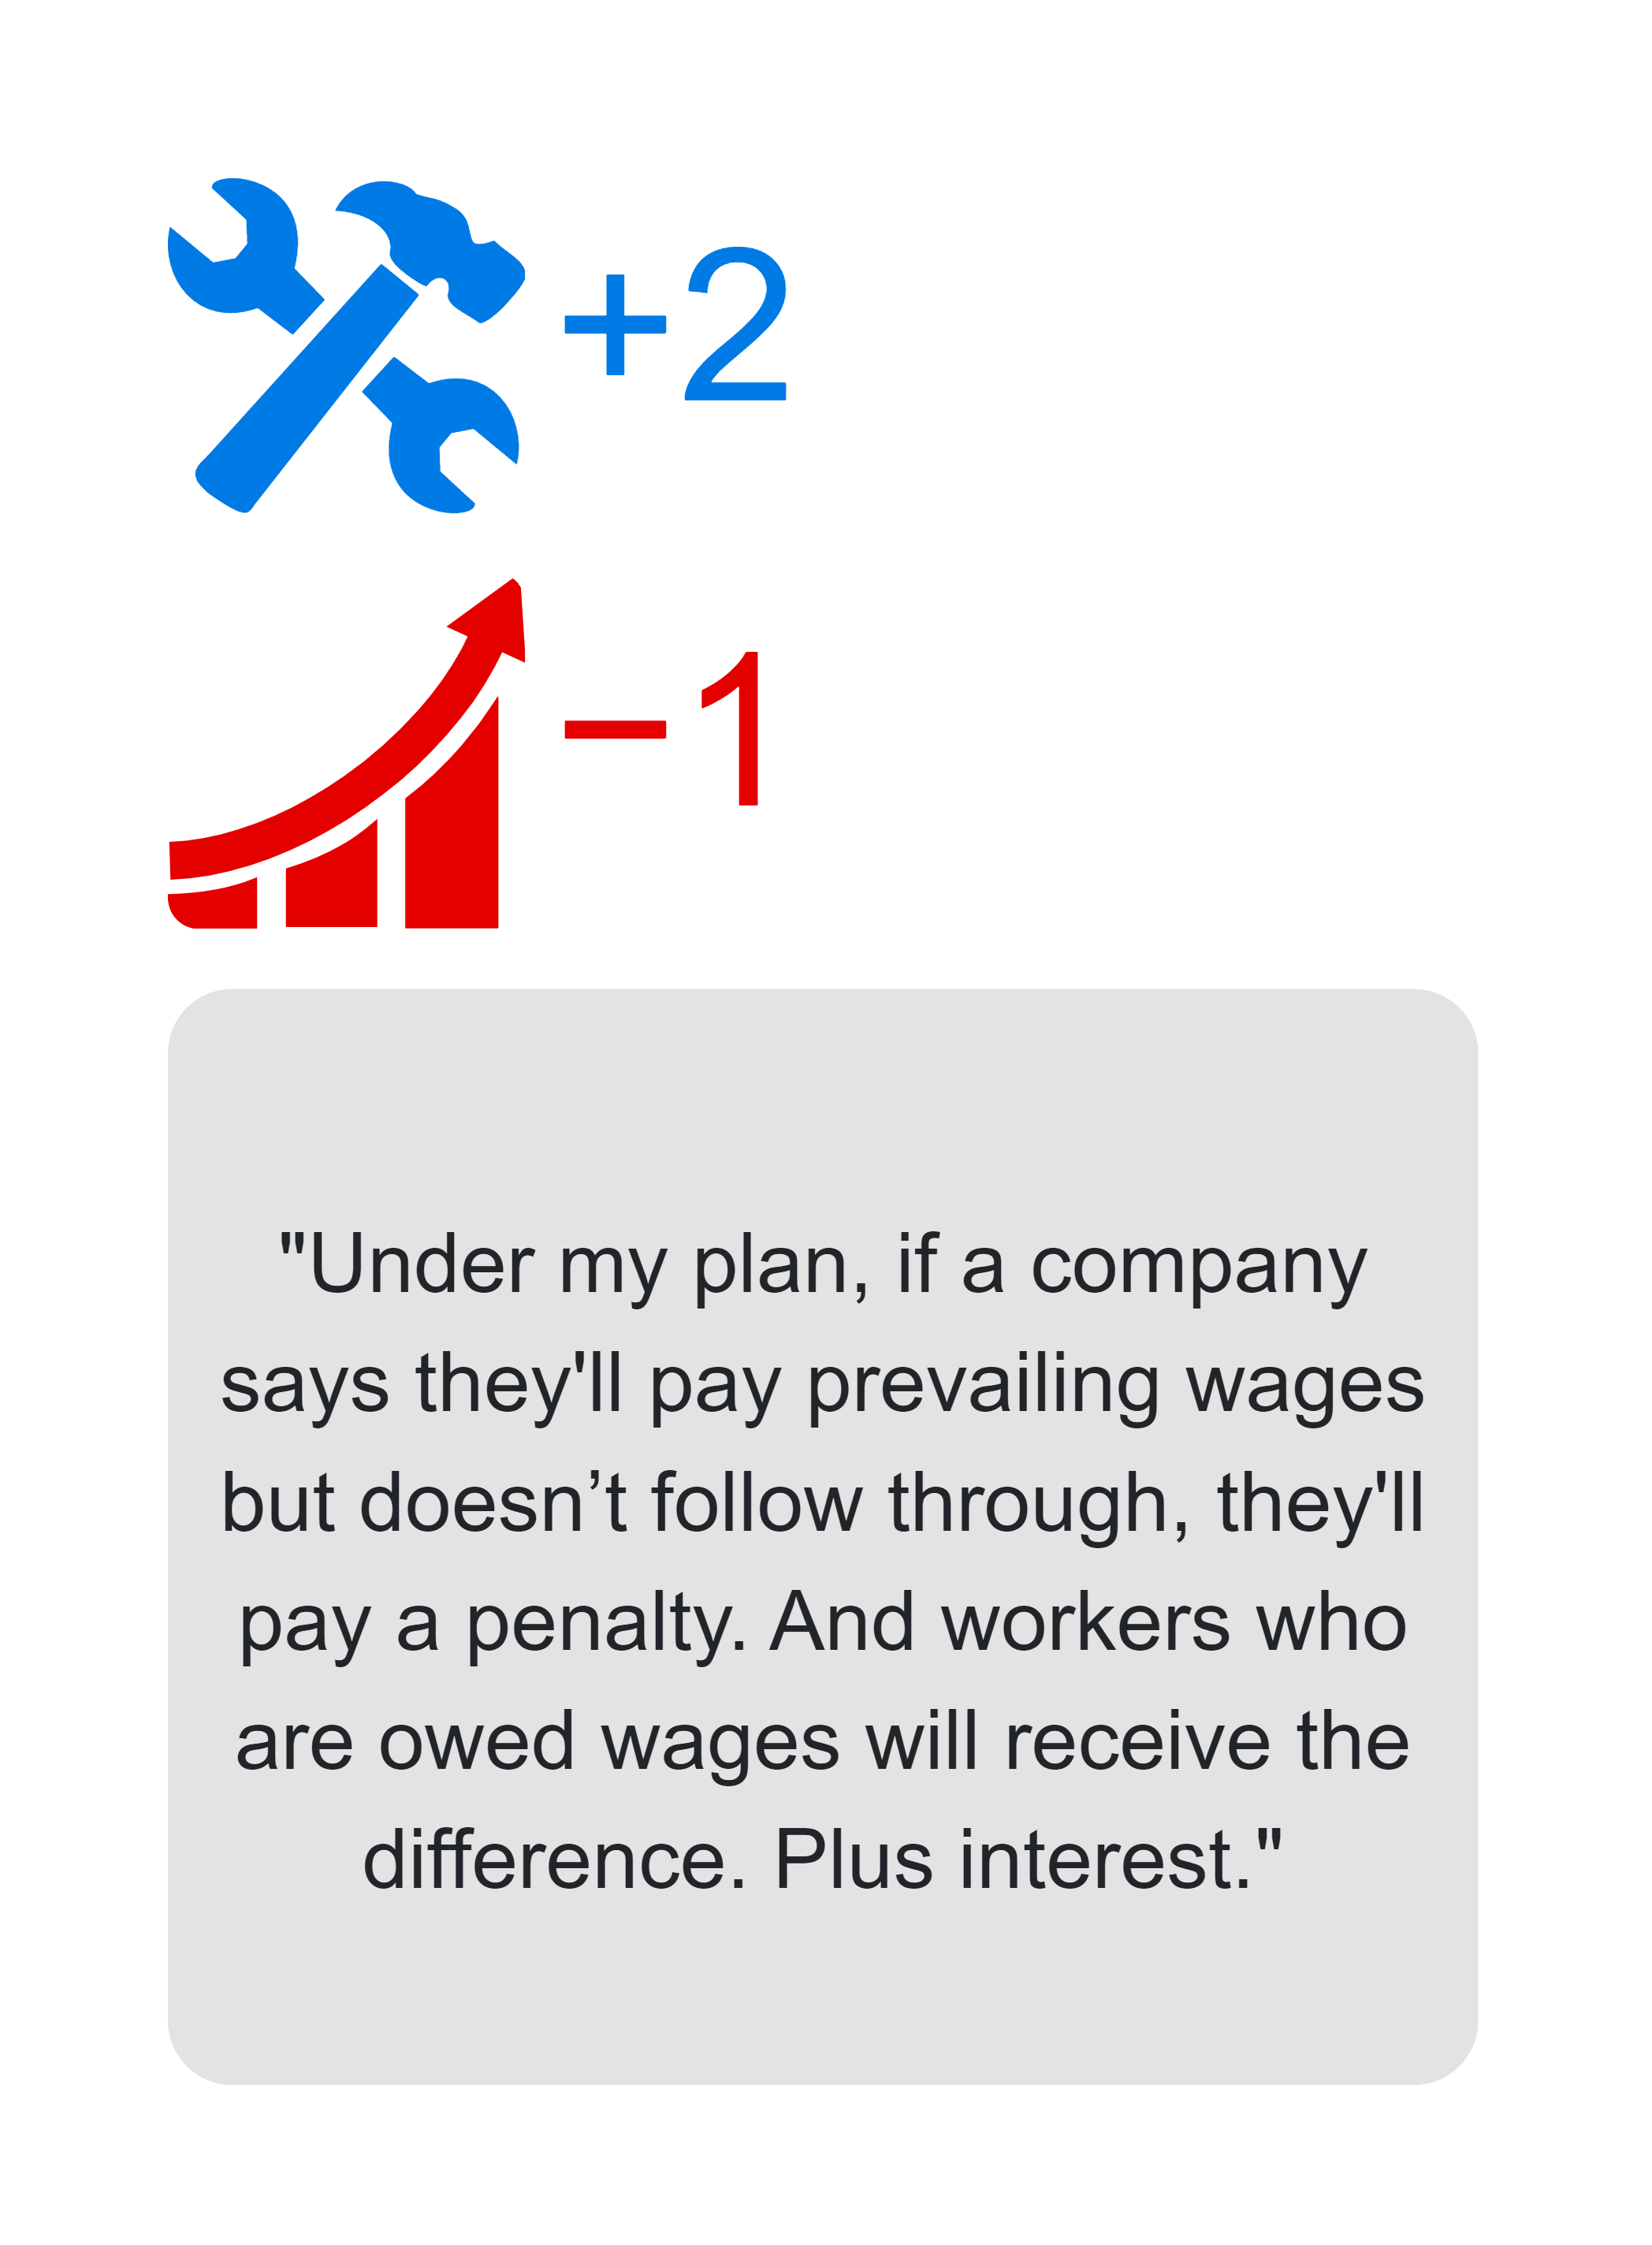 +2
−1
"Under my plan, if a company
says they'll pay prevailing wages
but doesn’t follow through, they'll
pay a penalty. And workers who
are owed wages will receive the
difference. Plus interest."